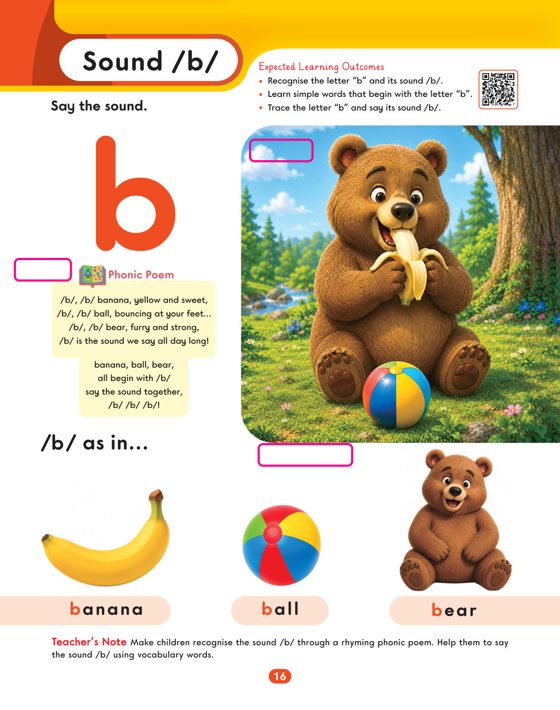 Sound /b/
Expected Learning Outcomes
• Recognise the letter "b" and its sound /b/.
• Learn simple words that begin with the letter "b".
• Trace the letter "b" and say its sound /b/.
Say the sound.
b
Phonic Poem
/b/, /b/ banana, yellow and sweet,
/b/, /b/ ball, bouncing at your feet...
/b/, /b/ bear, furry and strong,
/b/ is the sound we say all day long!
banana, ball, bear,
all begin with /b/
say the sound together,
/b/ /b/ /b/!
/b/ as in...
banana
ball
bear
Teacher's Note Make children recognise the sound /b/ through a rhyming phonic poem. Help them to say
the sound /b/ using vocabulary words.
16